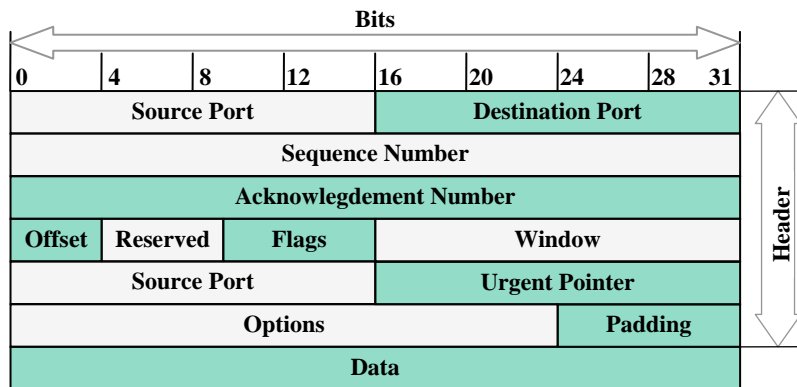 Bits
0 4 8 12 16 20 24 28 31
Source Port Destination Port
Sequence Number
Acknowlegdement Number
Offset Reserved Flags Window
Source Port Urgent Pointer
Options Padding
Data
Header